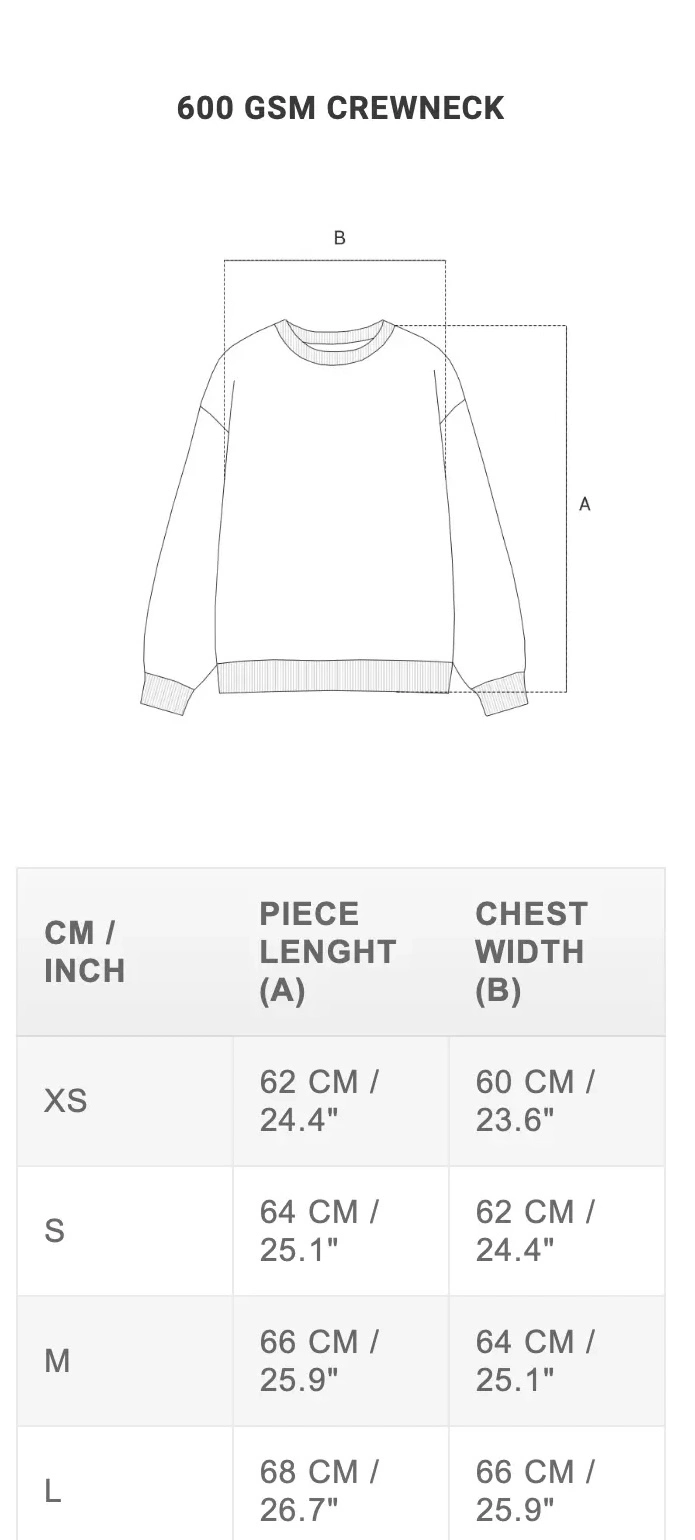 600 GSM CREWNECK
B
A
CM /
INCH
PIECE
LENGHT
(A)
CHEST
WIDTH
(B)
XS
62 CM /
24.4"
60 CM /
23.6"
S
64 CM /
25.1"
62 CM /
24.4"
M
66 CM /
25.9"
64 CM /
25.1"
L
68 CM /
26.7"
66 CM /
25.9"